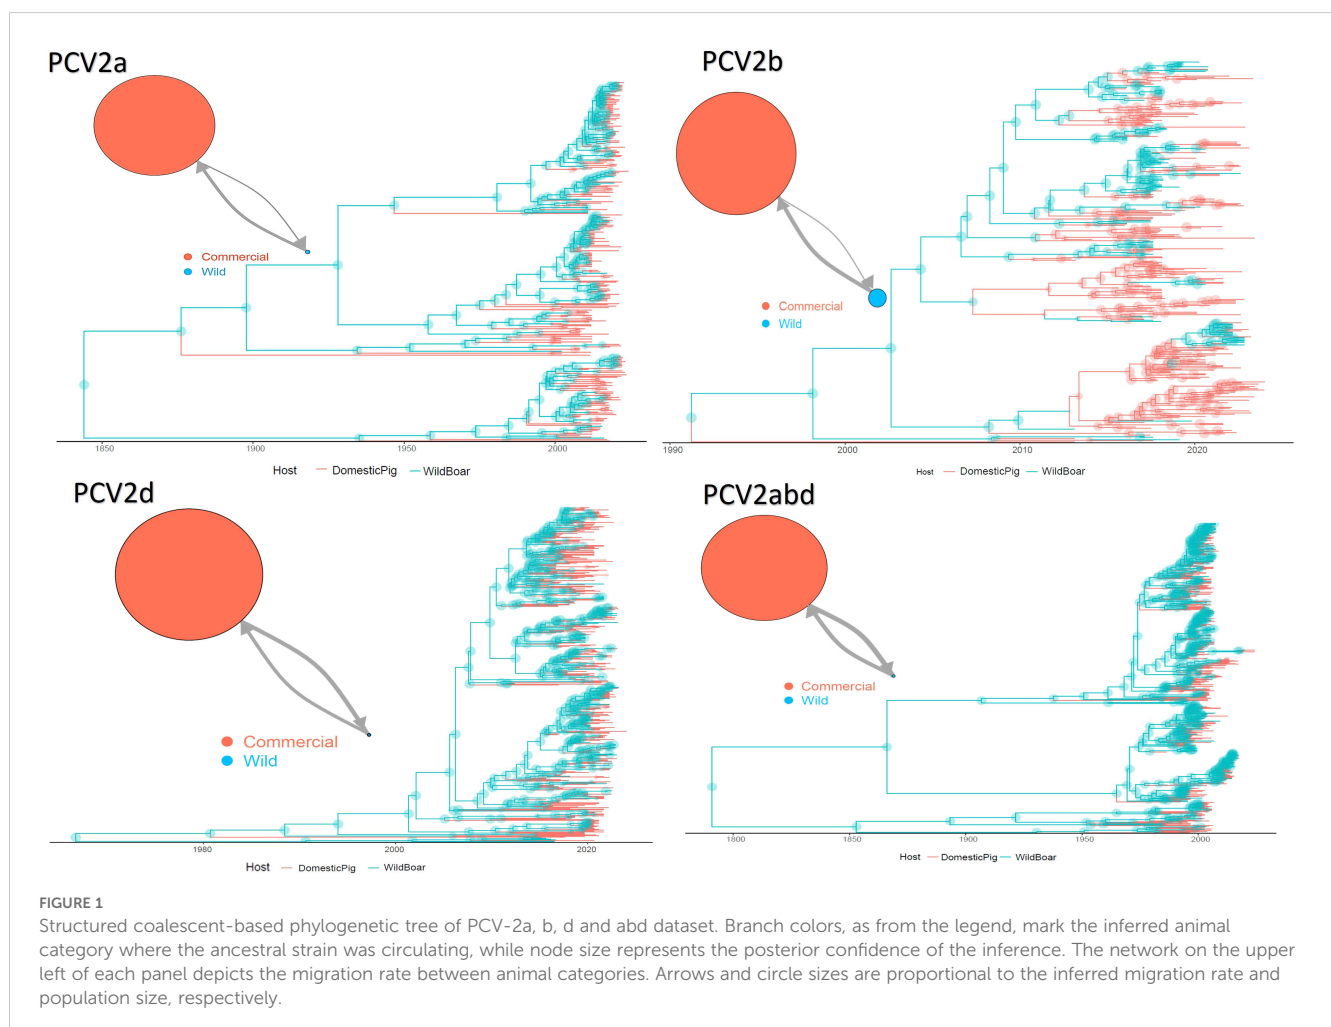 PCV2a
Commercial
Wild
1850
1900
1950
2000
Host
DomesticPig
WildBoar
PCV2b
Commercial
Wild
1990
2000
2010
2020
Host
DomesticPig
WildBoar
PCV2d
Commercial
Wild
1980
2000
2020
Host
DomesticPig
WildBoar
PCV2abd
Commercial
Wild
1800
1850
1900
1950
2000
Host
DomesticPig
WildBoar
FIGURE 1
Structured coalescent-based phylogenetic tree of PCV-2a, b, d and abd dataset. Branch colors, as from the legend, mark the inferred animal
category where the ancestral strain was circulating, while node size represents the posterior confidence of the inference. The network on the upper
left of each panel depicts the migration rate between animal categories. Arrows and circle sizes are proportional to the inferred migration rate and
population size, respectively.